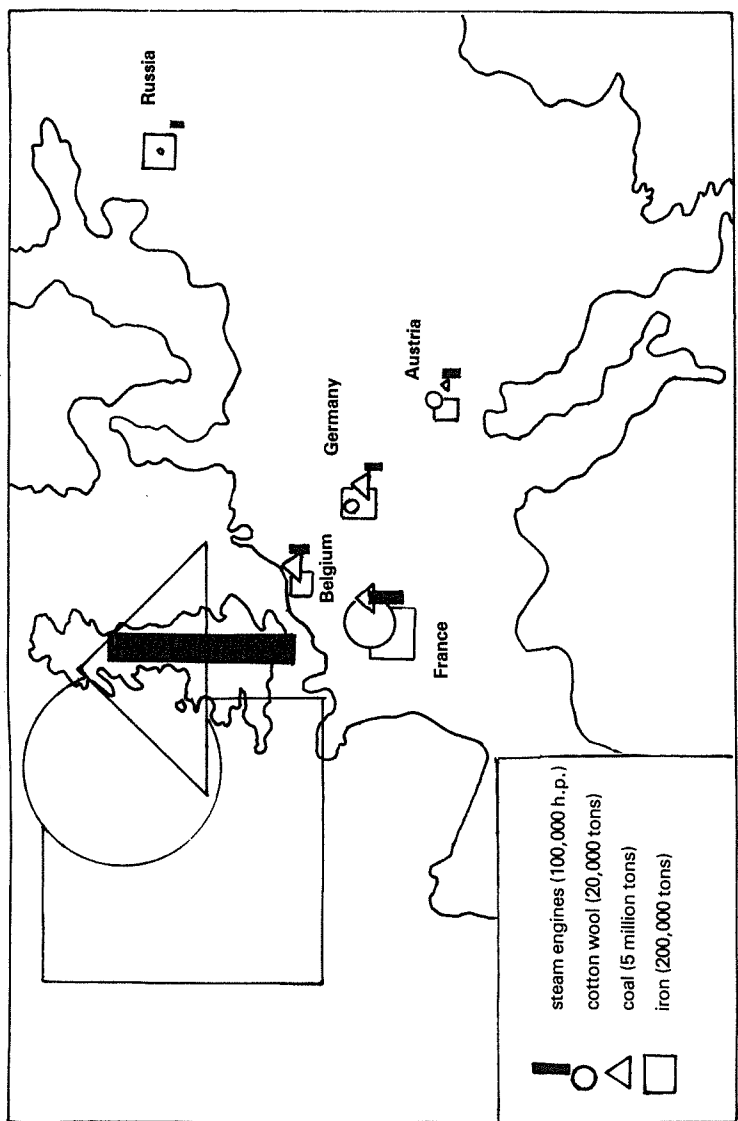 Russia
Austria
Germany
Belgium
France
steam engines (100,000 h.p.)
cotton wool (20,000 tons)
coal (5 million tons)
iron (200,000 tons)